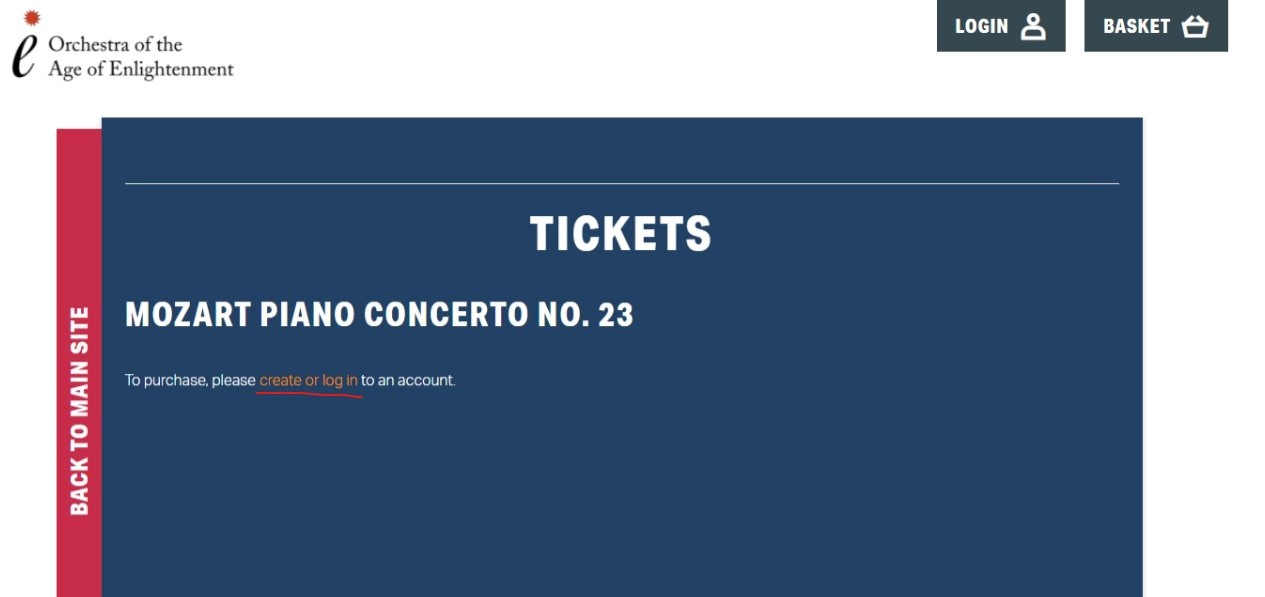 Orchestra of the
Age of Enlightenment
LOGIN
BASKET
BACK TO MAIN SITE
TICKETS
MOZART PIANO CONCERTO NO. 23
To purchase, please create or log in to an account.